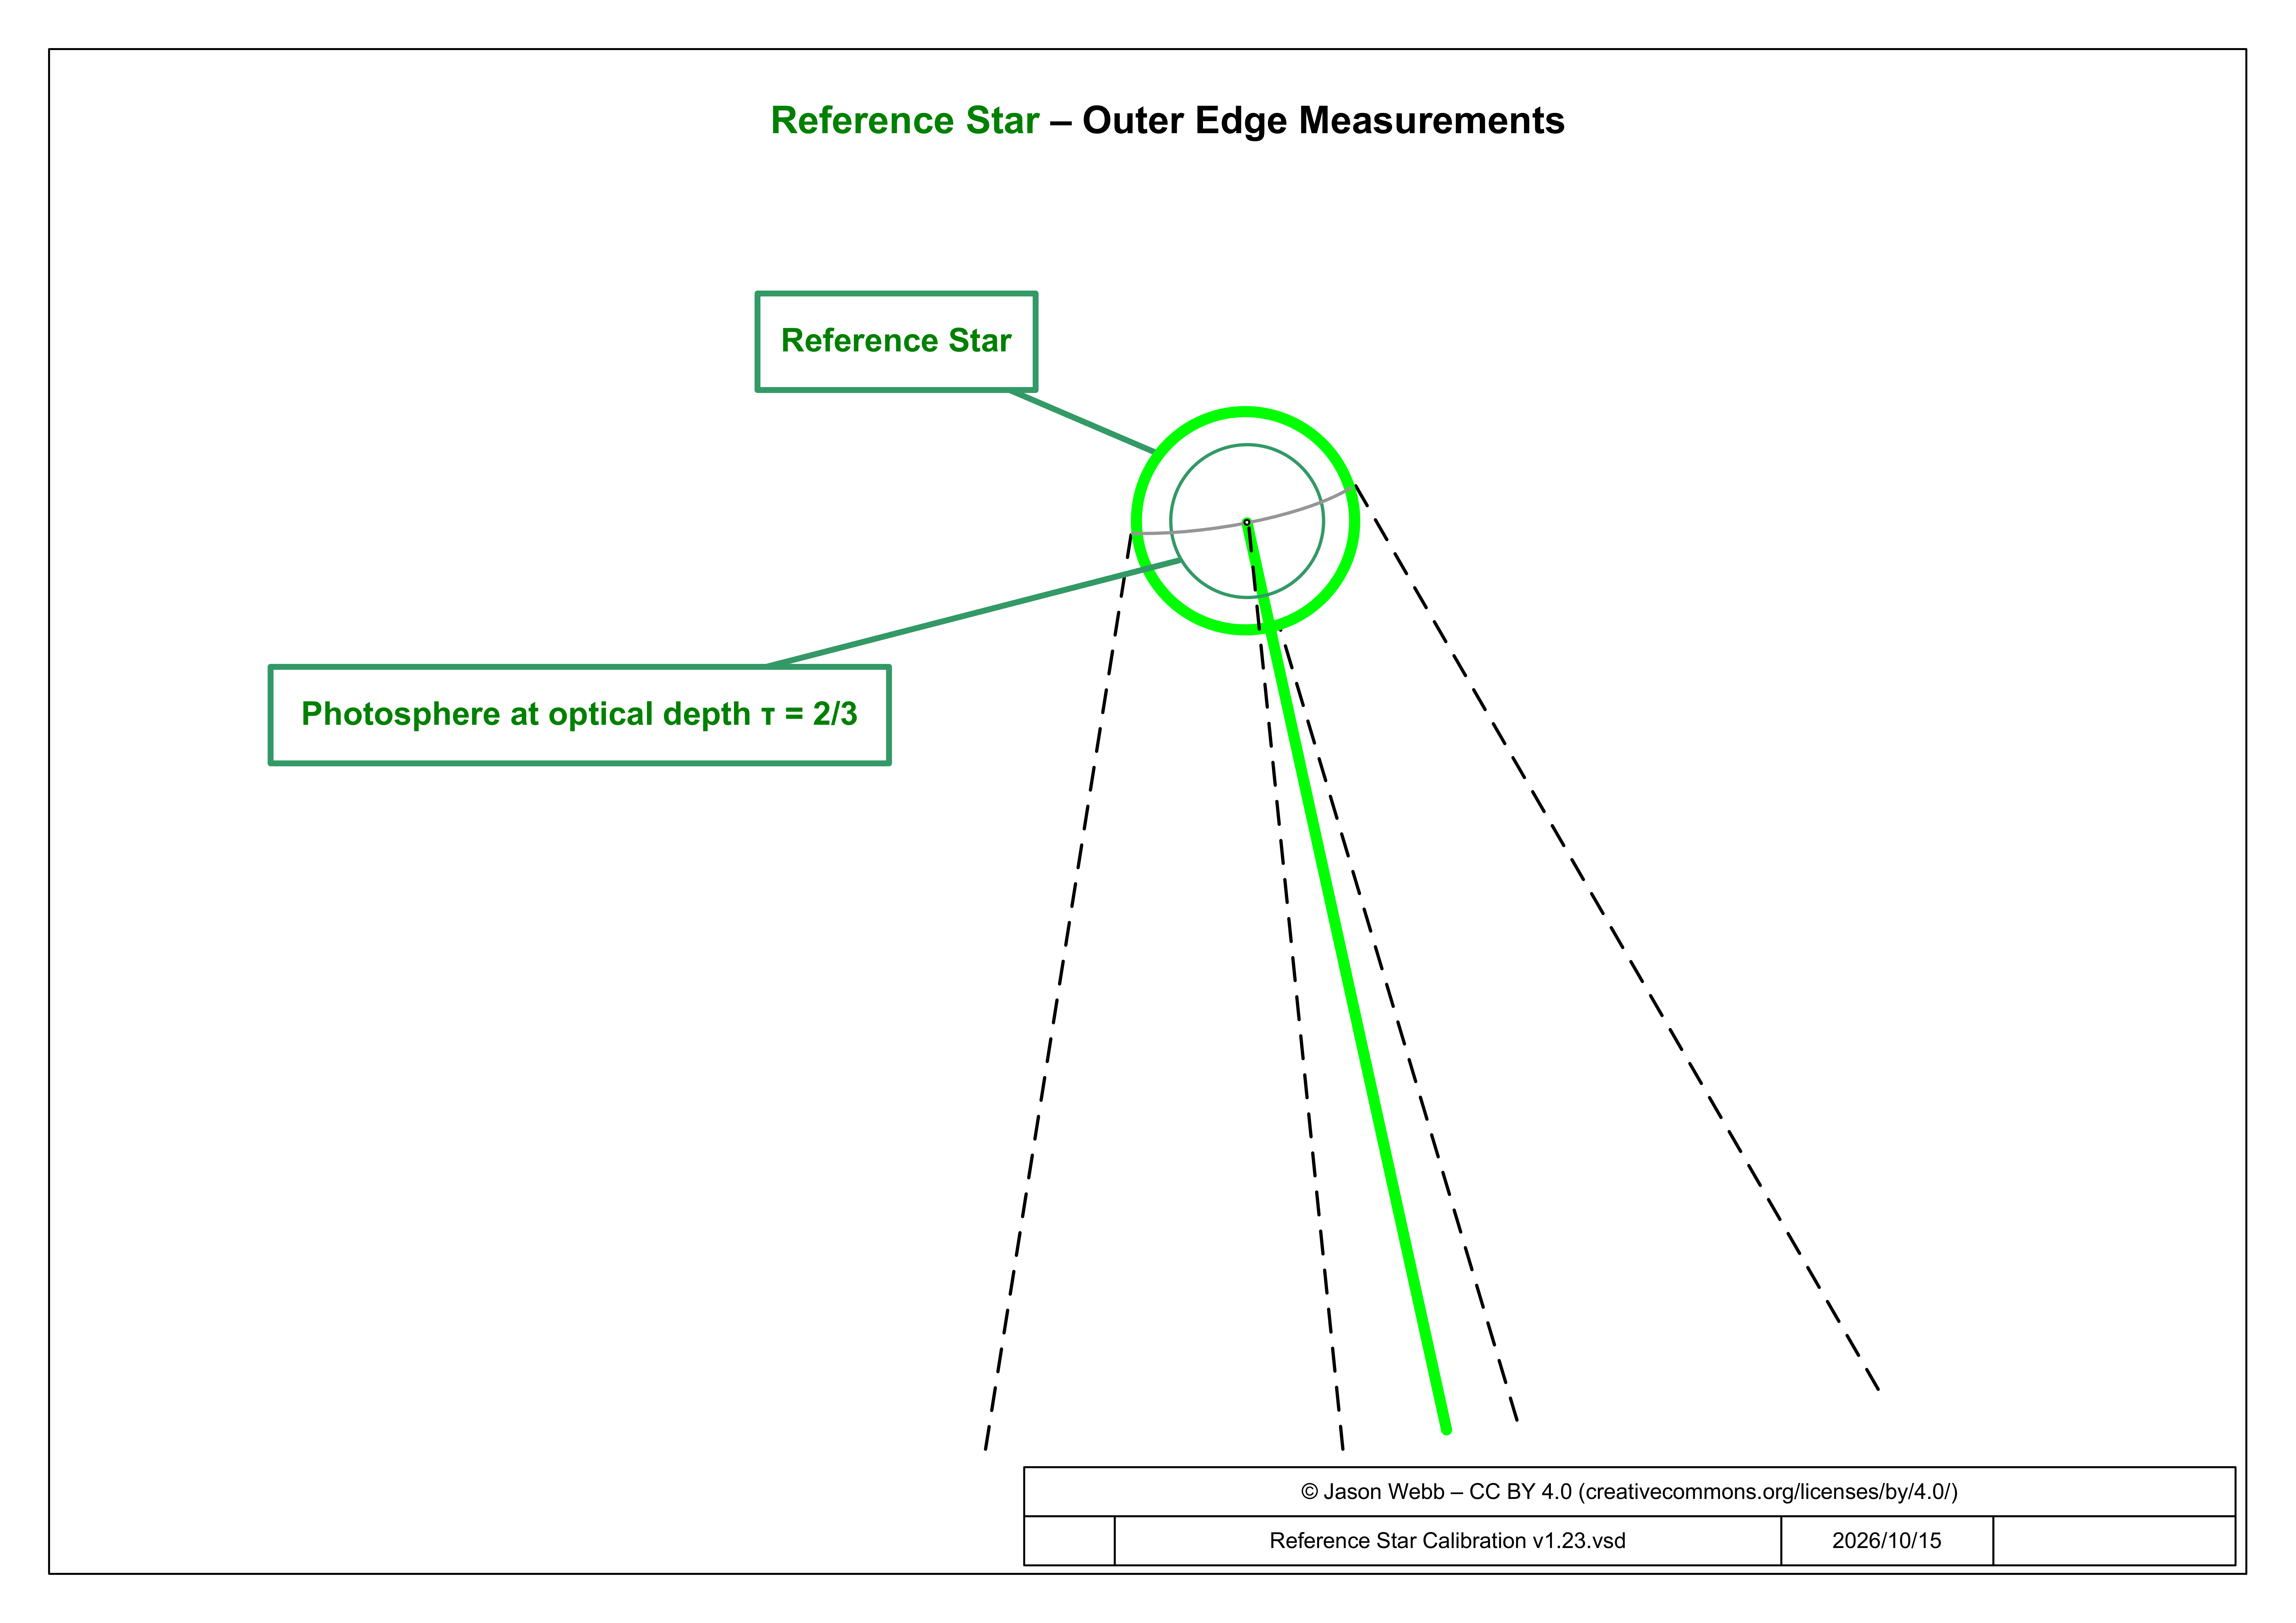 Reference Star – Outer Edge Measurements
Reference Star
Photosphere at optical depth τ = 2/3
© Jason Webb – CC BY 4.0 (creativecommons.org/licenses/by/4.0/)
Reference Star Calibration v1.23.vsd
2026/10/15